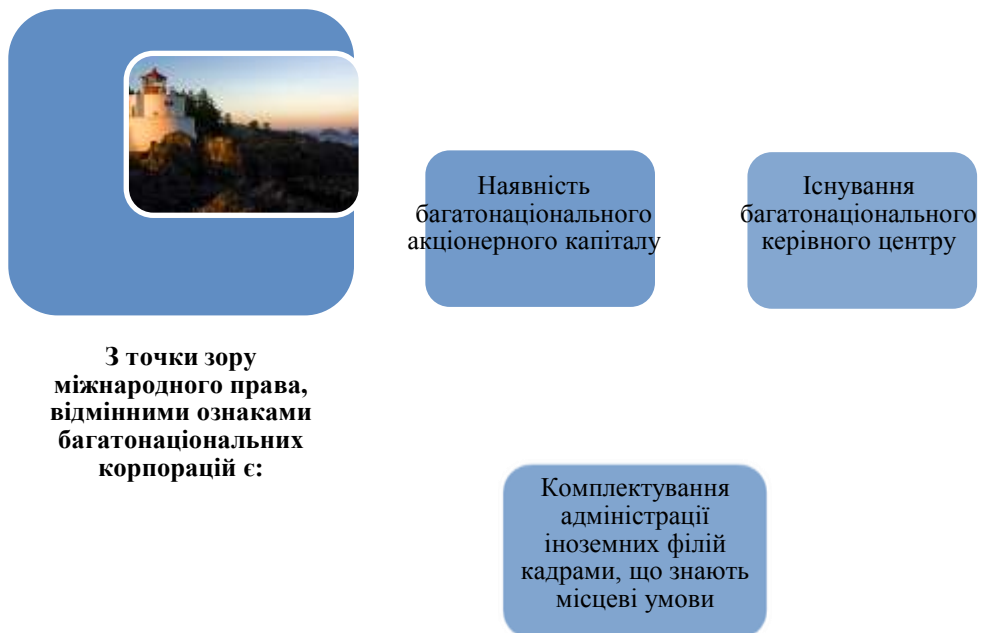 Наявність
багатонаціонального
акціонерного капіталу
Існування
багатонаціонального
керівного центру
З точки зору
міжнародного права,
відмінними ознаками
багатонаціональних
корпорацій є:
Комплектування
адміністрації
іноземних філій
кадрами, що знають
місцеві умови